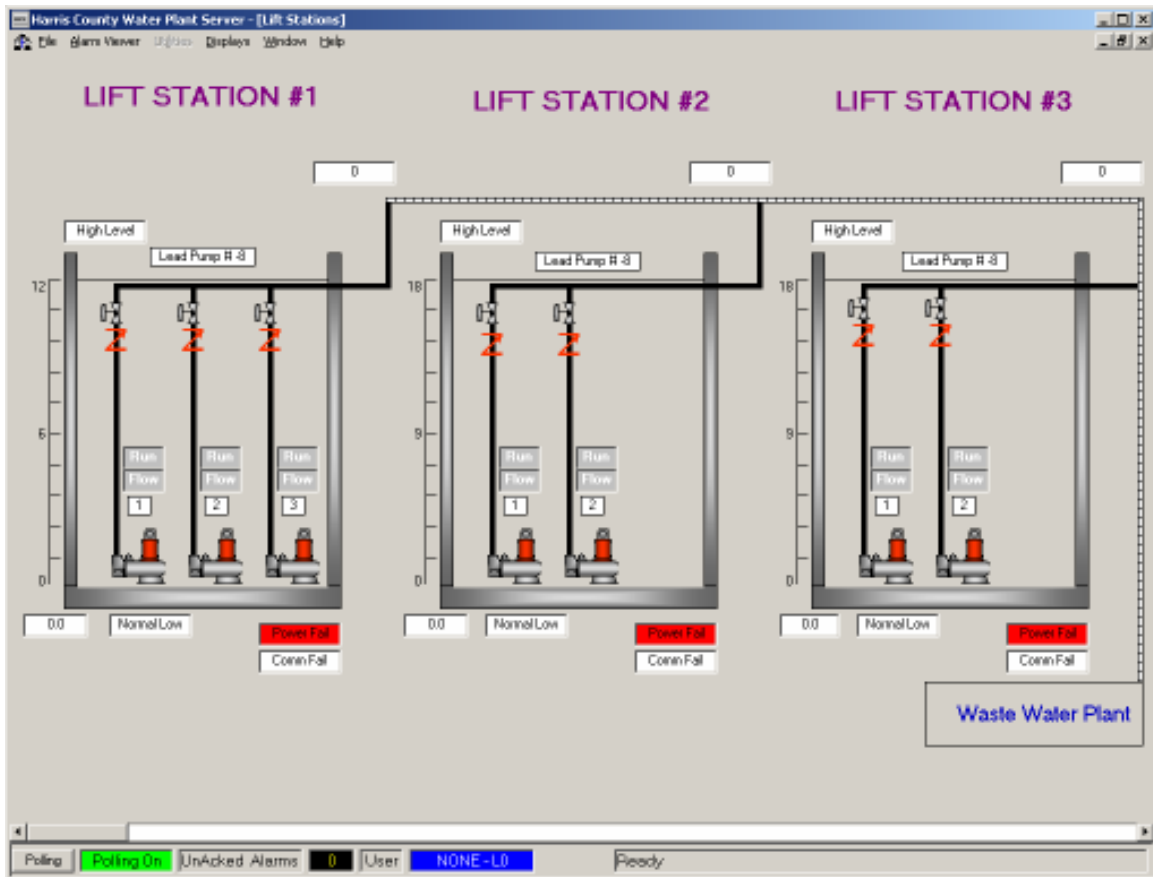 Harris County Water Plant Server - [Lift Stations]
File Alarm Viewer Utilities Displays Window Help
LIFT STATION #1 LIFT STATION #2 LIFT STATION #3
0 0 0
High Level High Level High Level
Lead Pump # -8 Lead Pump # -8 Lead Pump # -8
12 18 18
6 9 9
Run Run Run Run Run Run Run
Flow Flow Flow Flow Flow Flow Flow
1 2 3 1 2 1 2
0 0 0
0.0 Normal Low 0.0 Normal Low 0.0 Normal Low
Power Fail Power Fail Power Fail
Comm Fail Comm Fail Comm Fail
Waste Water Plant
Polling Polling On UnAcked Alarms 0 User NONE - L0 Ready